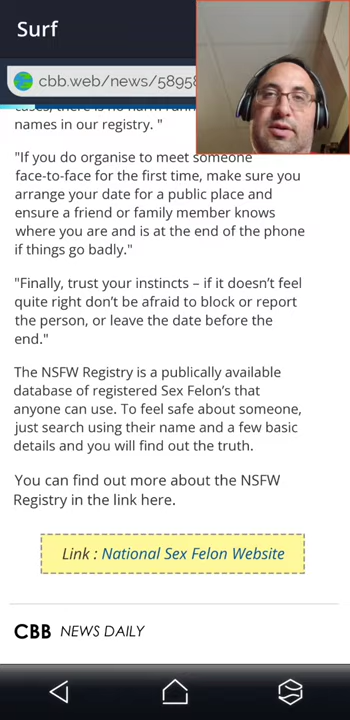 Surf
cbb.web/news/5895
names in our registry. "
"If you do organise to meet someone
face-to-face for the first time, make sure you
arrange your date for a public place and
ensure a friend or family member knows
where you are and is at the end of the phone
if things go badly."
"Finally, trust your instincts – if it doesn’t feel
quite right don’t be afraid to block or report
the person, or leave the date before the
end."
The NSFW Registry is a publically available
database of registered Sex Felon’s that
anyone can use. To feel safe about someone,
just search using their name and a few basic
details and you will find out the truth.
You can find out more about the NSFW
Registry in the link here.
Link : National Sex Felon Website
CBB NEWS DAILY